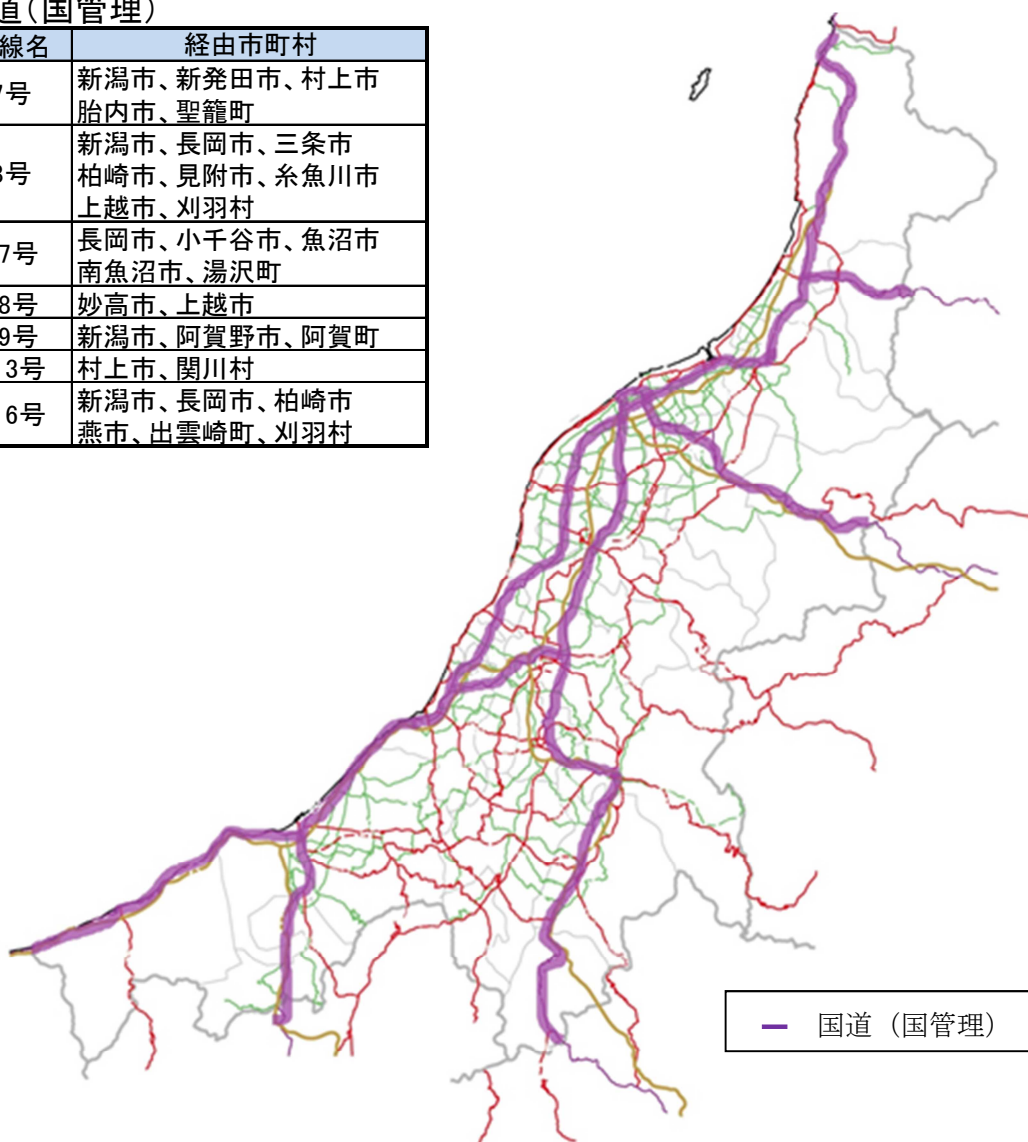 道（国管理）
線名 経由市町村
7号 新潟市、新発田市、村上市
胎内市、聖籠町
8号 新潟市、長岡市、三条市
柏崎市、見附市、糸魚川市
上越市、刈羽村
7号 長岡市、小千谷市、魚沼市
南魚沼市、湯沢町
8号 妙高市、上越市
9号 新潟市、阿賀野市、阿賀町
13号 村上市、関川村
16号 新潟市、長岡市、柏崎市
燕市、出雲崎町、刈羽村
国道（国管理）